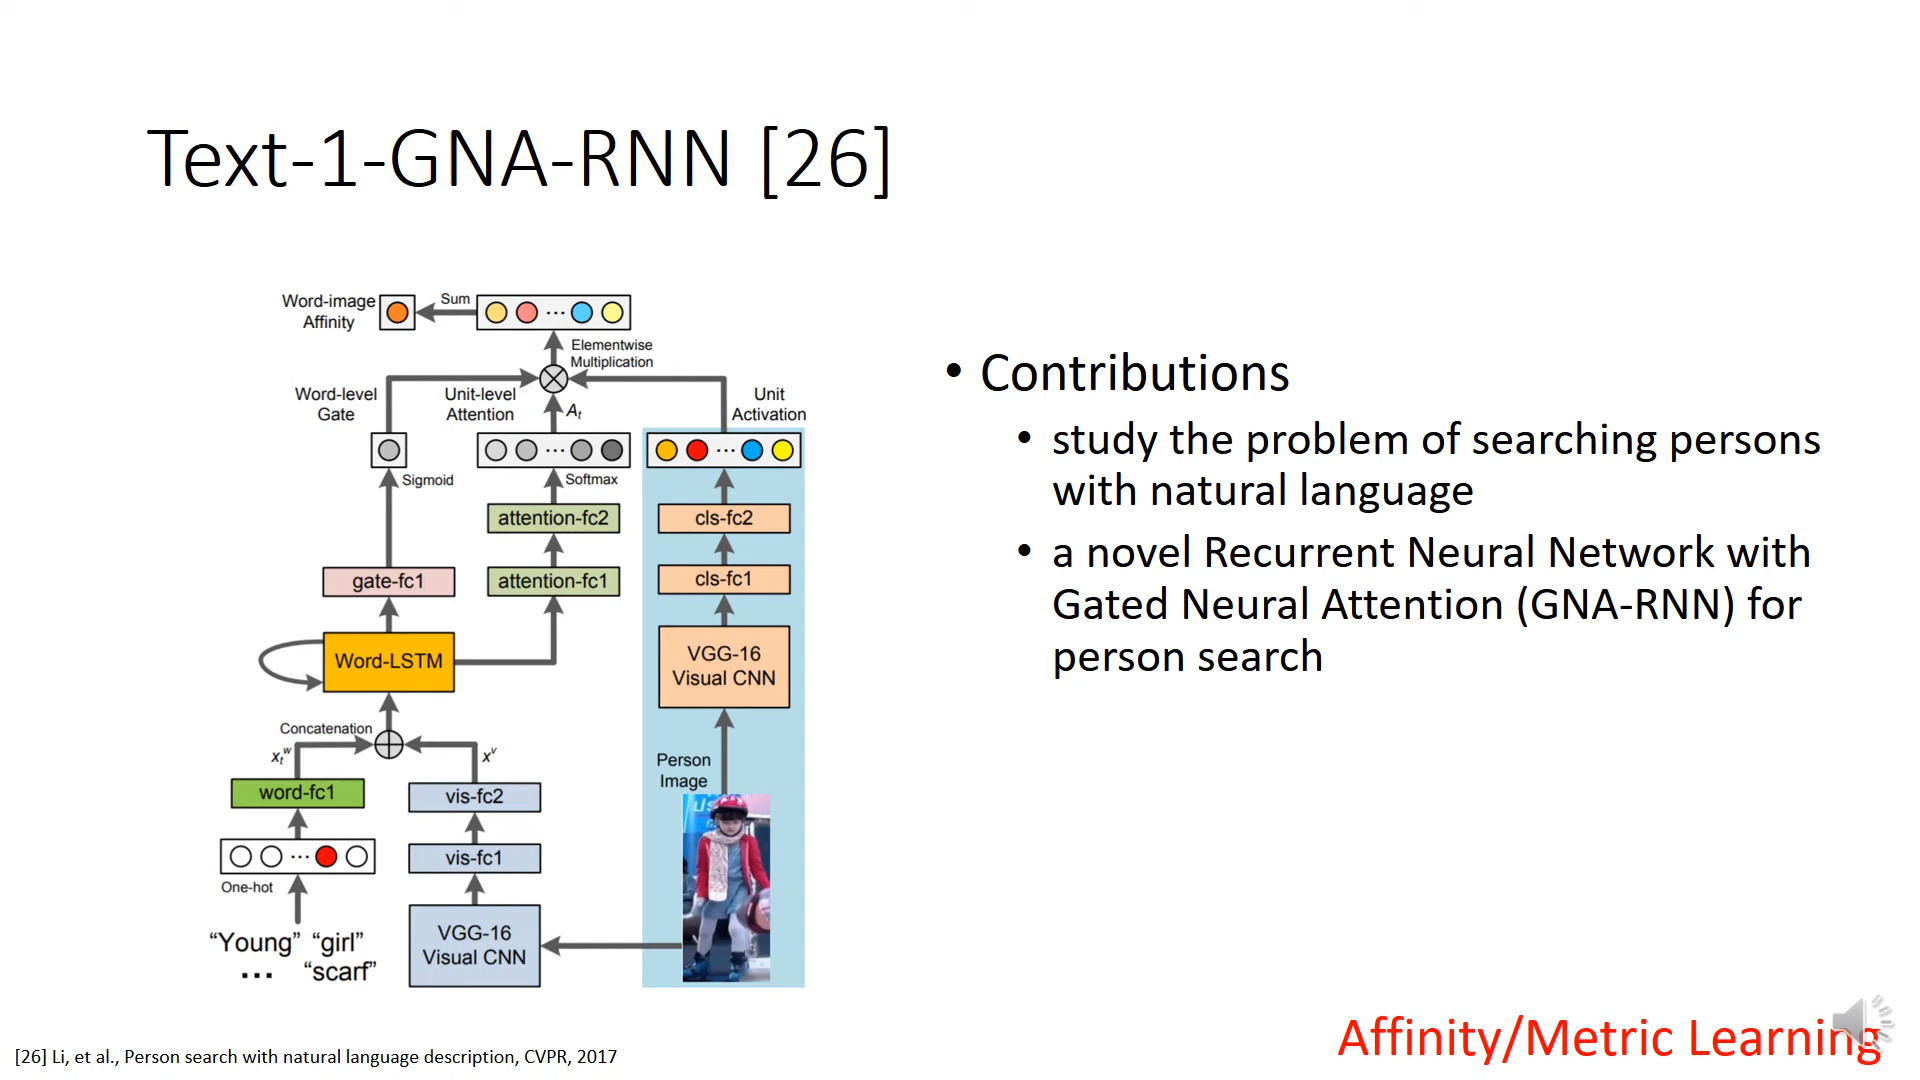 Text-1-GNA-RNN [26]
Word-image
Affinity
Sum
Elementwise
Multiplication
Word-level
Gate
Unit-level
Attention
A_t
Unit
Activation
Sigmoid
Softmax
attention-fc2
cls-fc2
gate-fc1
attention-fc1
cls-fc1
Word-LSTM
VGG-16
Visual CNN
Concatenation
x_t^w
x^v
Person
Image
word-fc1
vis-fc2
vis-fc1
One-hot
“Young” “girl”
... “scarf”
VGG-16
Visual CNN
• Contributions
• study the problem of searching persons
with natural language
• a novel Recurrent Neural Network with
Gated Neural Attention (GNA-RNN) for
person search
Affinity/Metric Learning
[26] Li, et al., Person search with natural language description, CVPR, 2017